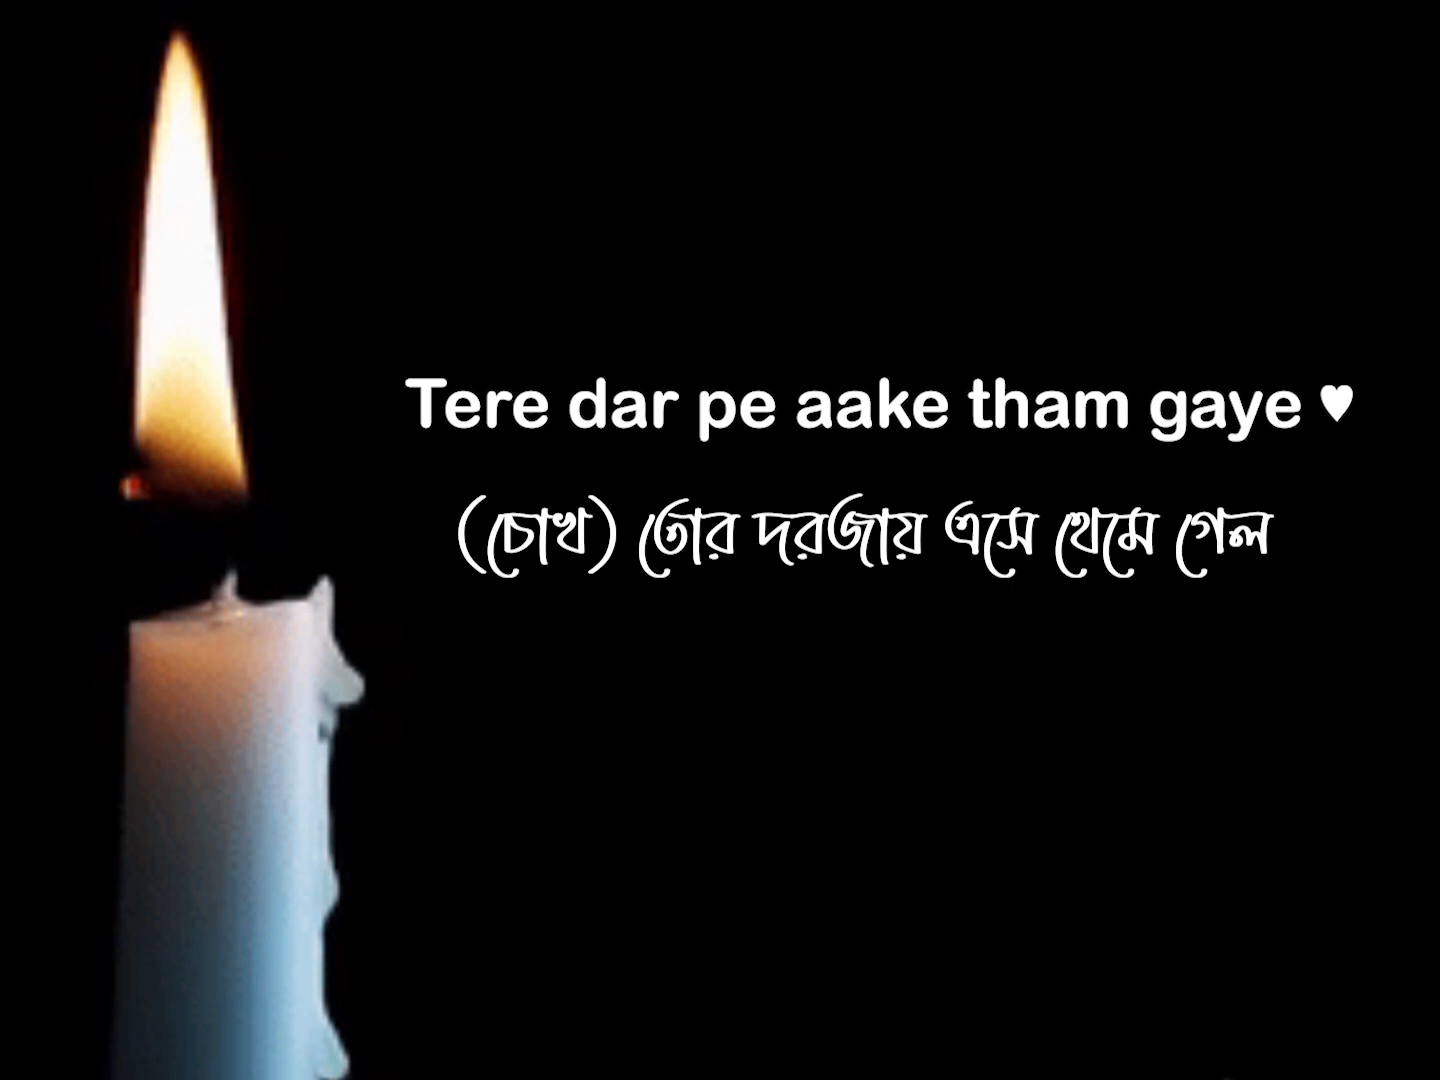 Tere dar pe aake tham gaye ♥
(চোখ) তোর দরজায় এসে থেমে গেল